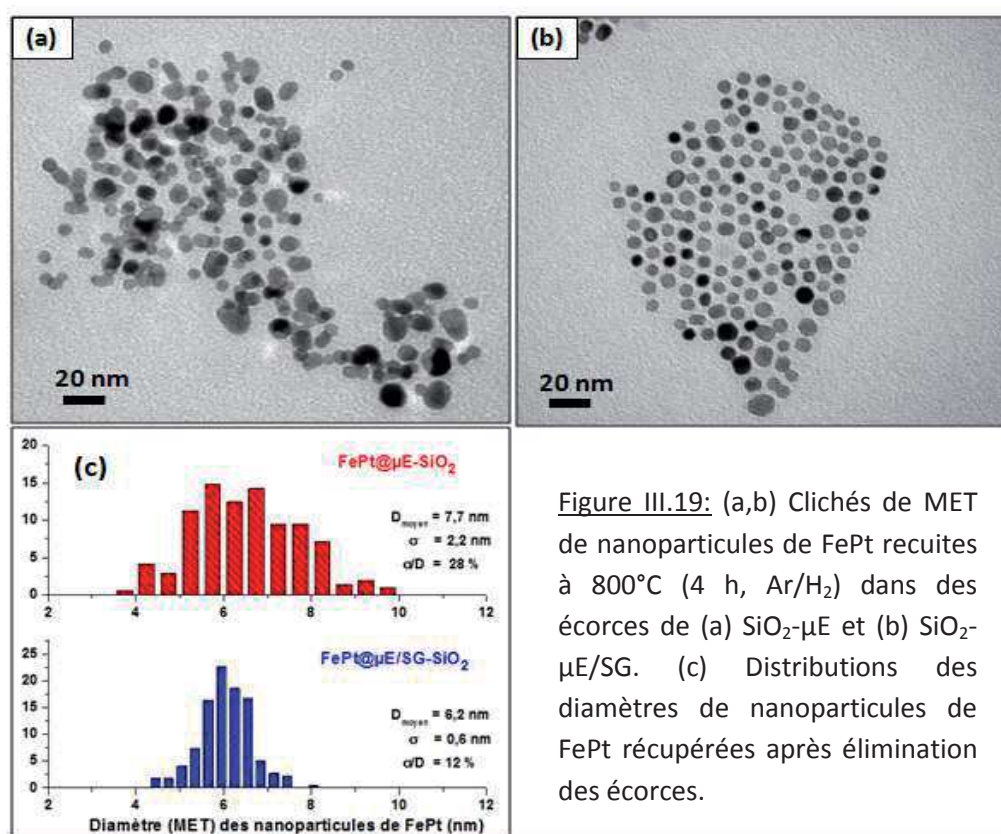 (a)
20 nm
(b)
20 nm
(c)
20
15
10
5
0
FePt@µE-SiO₂
Dmoyen = 7,7 nm
σ = 2,2 nm
σ/D = 28 %
2 4 6 8 10 12
25
20
15
10
5
0
FePt@µE/SG-SiO₂
Dmoyen = 6,2 nm
σ = 0,6 nm
σ/D = 12 %
2 4 6 8 10 12
Diamètre (MET) des nanoparticules de FePt (nm)
Figure III.19: (a,b) Clichés de MET
de nanoparticules de FePt recuites
à 800°C (4 h, Ar/H₂) dans des
écorces de (a) SiO₂-µE et (b) SiO₂-
µE/SG. (c) Distributions des
diamètres de nanoparticules de
FePt récupérées après élimination
des écorces.